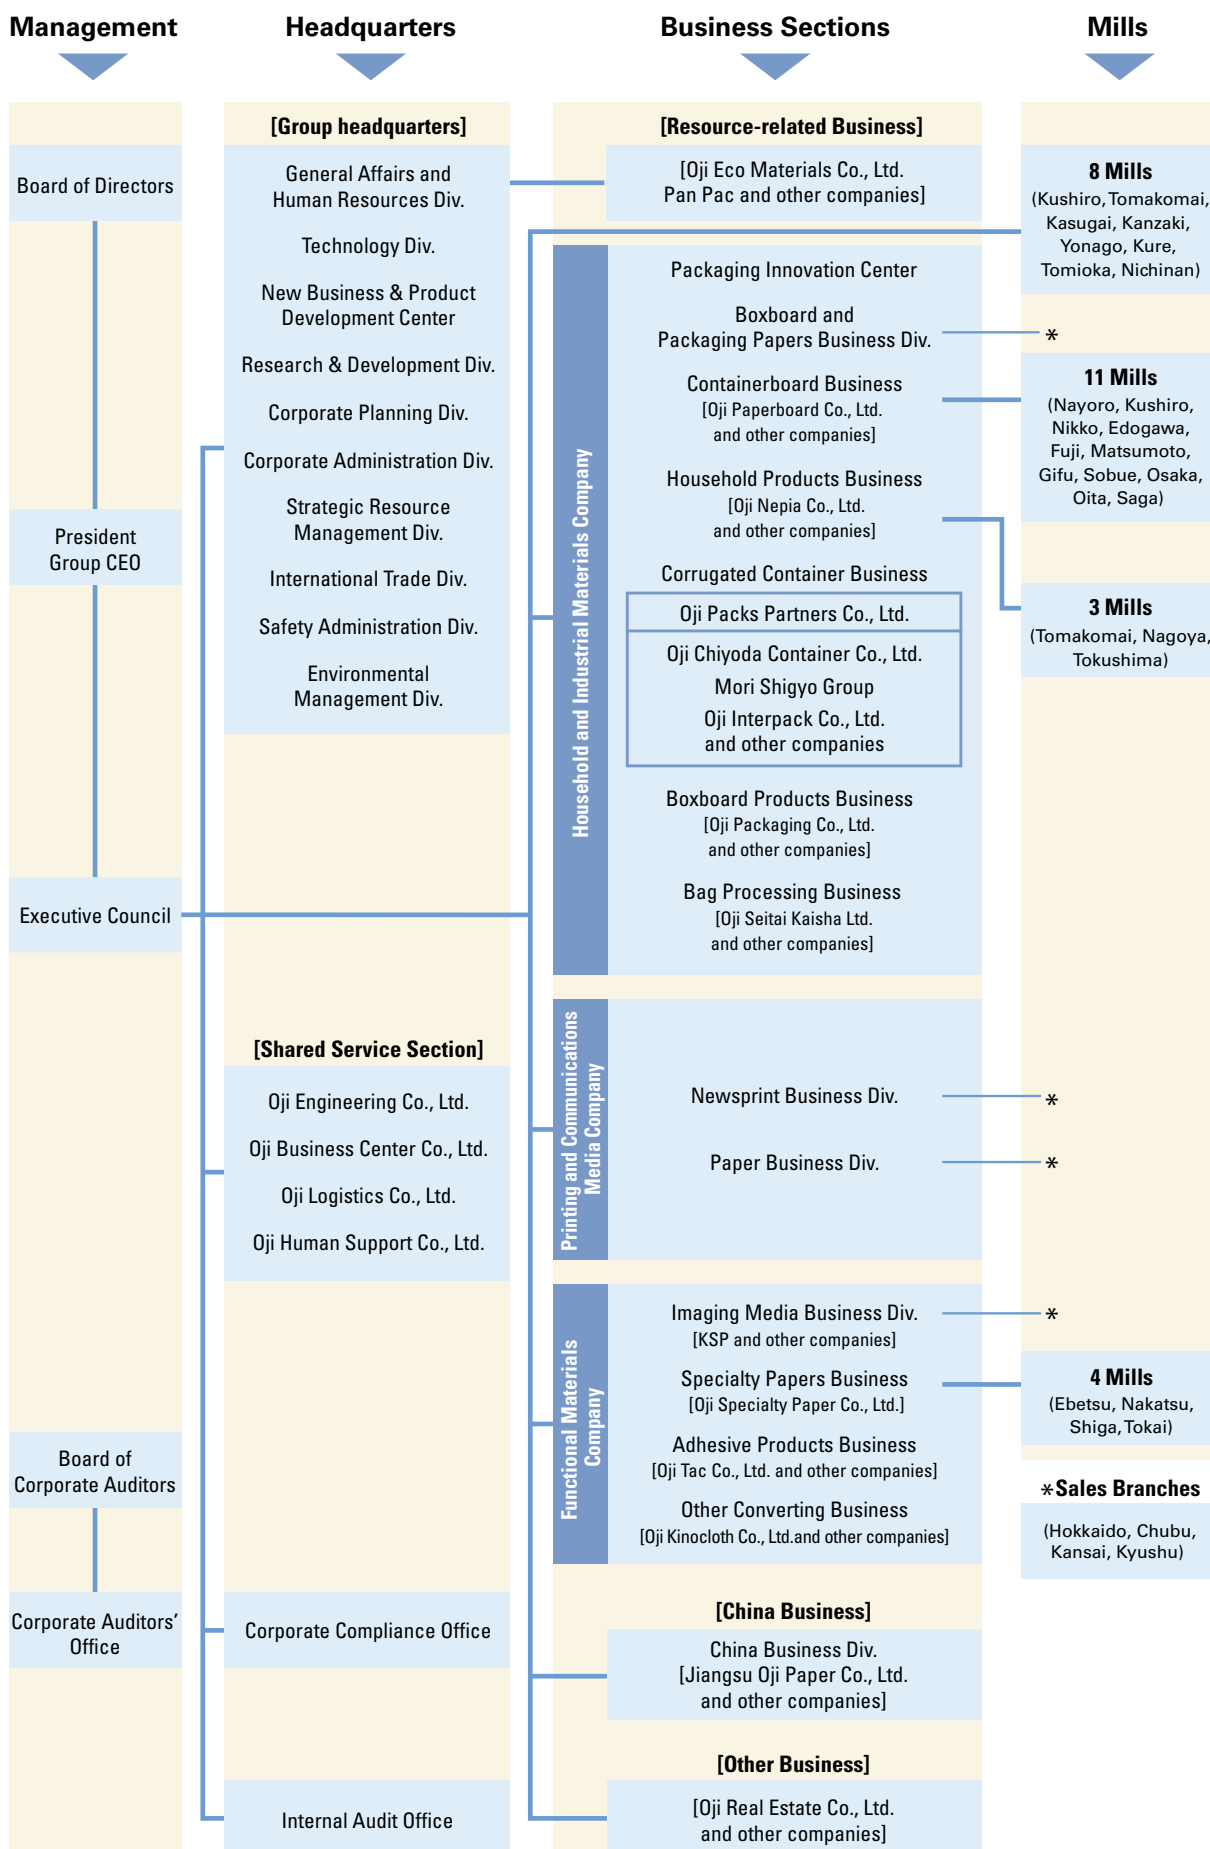 Management
Headquarters
Business Sections
Mills
Board of Directors
President
Group CEO
Executive Council
Board of
Corporate Auditors
Corporate Auditors’
Office
[Group headquarters]
General Affairs and
Human Resources Div.
Technology Div.
New Business & Product
Development Center
Research & Development Div.
Corporate Planning Div.
Corporate Administration Div.
Strategic Resource
Management Div.
International Trade Div.
Safety Administration Div.
Environmental
Management Div.
[Shared Service Section]
Oji Engineering Co., Ltd.
Oji Business Center Co., Ltd.
Oji Logistics Co., Ltd.
Oji Human Support Co., Ltd.
Corporate Compliance Office
Internal Audit Office
[Resource-related Business]
[Oji Eco Materials Co., Ltd.
Pan Pac and other companies]
Household and Industrial Materials Company
Packaging Innovation Center
Boxboard and
Packaging Papers Business Div.
Containerboard Business
[Oji Paperboard Co., Ltd.
and other companies]
Household Products Business
[Oji Nepia Co., Ltd.
and other companies]
Corrugated Container Business
Oji Packs Partners Co., Ltd.
Oji Chiyoda Container Co., Ltd.
Mori Shigyo Group
Oji Interpack Co., Ltd.
and other companies
Boxboard Products Business
[Oji Packaging Co., Ltd.
and other companies]
Bag Processing Business
[Oji Seitai Kaisha Ltd.
and other companies]
Printing and Communications
Media Company
Newsprint Business Div.
Paper Business Div.
Functional Materials
Company
Imaging Media Business Div.
[KSP and other companies]
Specialty Papers Business
[Oji Specialty Paper Co., Ltd.]
Adhesive Products Business
[Oji Tac Co., Ltd. and other companies]
Other Converting Business
[Oji Kinocloth Co., Ltd.and other companies]
[China Business]
China Business Div.
[Jiangsu Oji Paper Co., Ltd.
and other companies]
[Other Business]
[Oji Real Estate Co., Ltd.
and other companies]
8 Mills
(Kushiro, Tomakomai,
Kasugai, Kanzaki,
Yonago, Kure,
Tomioka, Nichinan)
*
11 Mills
(Nayoro, Kushiro,
Nikko, Edogawa,
Fuji, Matsumoto,
Gifu, Sobue, Osaka,
Oita, Saga)
3 Mills
(Tomakomai, Nagoya,
Tokushima)
*
*
*
4 Mills
(Ebetsu, Nakatsu,
Shiga, Tokai)
*Sales Branches
(Hokkaido, Chubu,
Kansai, Kyushu)